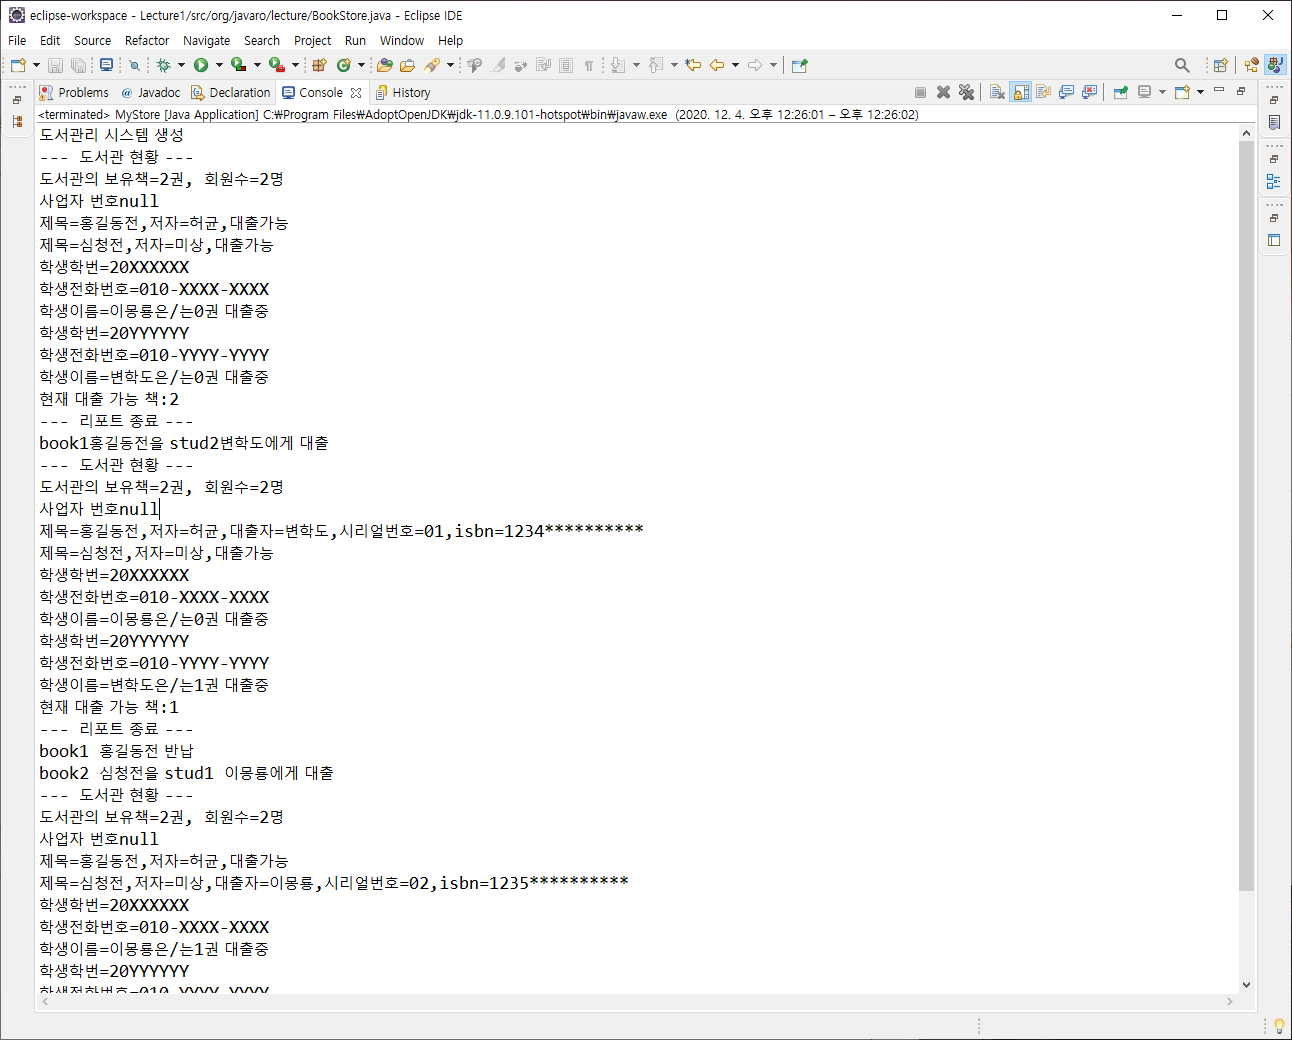 eclipse-workspace - Lecture1/src/org/javaro/lecture/BookStore.java - Eclipse IDE
File Edit Source Refactor Navigate Search Project Run Window Help
Problems @ Javadoc Declaration Console History
<terminated> MyStore [Java Application] C:₩Program Files₩AdoptOpenJDK₩jdk-11.0.9.101-hotspot₩bin₩javaw.exe (2020. 12. 4. 오후 12:26:01 – 오후 12:26:02)
도서관리 시스템 생성
--- 도서관 현황 ---
도서관의 보유책=2권, 회원수=2명
사업자 번호null
제목=홍길동전,저자=허균,대출가능
제목=심청전,저자=미상,대출가능
학생학번=20XXXXXX
학생전화번호=010-XXXX-XXXX
학생이름=이몽룡은/는0권 대출중
학생학번=20YYYYYY
학생전화번호=010-YYYY-YYYY
학생이름=변학도은/는0권 대출중
현재 대출 가능 책:2
--- 리포트 종료 ---
book1홍길동전을 stud2변학도에게 대출
--- 도서관 현황 ---
도서관의 보유책=2권, 회원수=2명
사업자 번호null
제목=홍길동전,저자=허균,대출자=변학도,시리얼번호=01,isbn=1234**********
제목=심청전,저자=미상,대출가능
학생학번=20XXXXXX
학생전화번호=010-XXXX-XXXX
학생이름=이몽룡은/는0권 대출중
학생학번=20YYYYYY
학생전화번호=010-YYYY-YYYY
학생이름=변학도은/는1권 대출중
현재 대출 가능 책:1
--- 리포트 종료 ---
book1 홍길동전 반납
book2 심청전을 stud1 이몽룡에게 대출
--- 도서관 현황 ---
도서관의 보유책=2권, 회원수=2명
사업자 번호null
제목=홍길동전,저자=허균,대출가능
제목=심청전,저자=미상,대출자=이몽룡,시리얼번호=02,isbn=1235**********
학생학번=20XXXXXX
학생전화번호=010-XXXX-XXXX
학생이름=이몽룡은/는1권 대출중
학생학번=20YYYYYY
학생전화번호=010-YYYY-YYYY